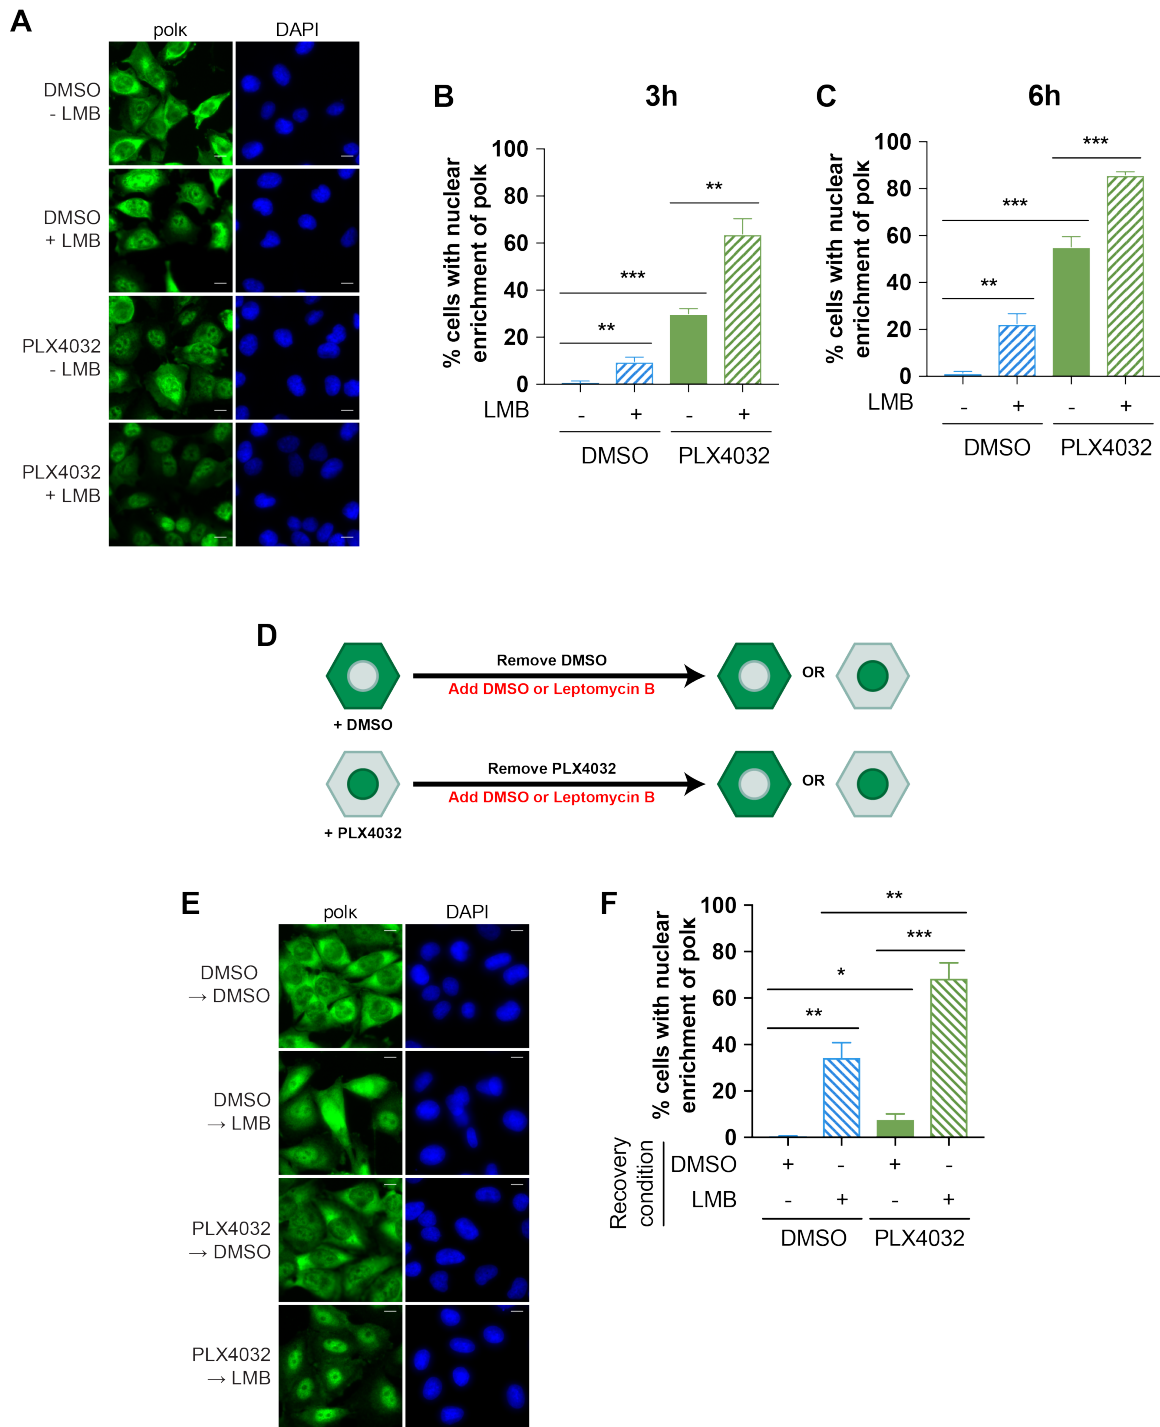 A
polκ
DAPI
DMSO
- LMB
DMSO
+ LMB
PLX4032
- LMB
PLX4032
+ LMB
B
3h
% cells with nuclear
enrichment of polκ
100
80
60
40
20
0
**
***
**
LMB
- + - +
DMSO PLX4032
C
6h
% cells with nuclear
enrichment of polκ
100
80
60
40
20
0
***
***
**
LMB
- + - +
DMSO PLX4032
D
Remove DMSO
Add DMSO or Leptomycin B
OR
+ DMSO
Remove PLX4032
Add DMSO or Leptomycin B
OR
+ PLX4032
E
polκ
DAPI
DMSO
→ DMSO
DMSO
→ LMB
PLX4032
→ DMSO
PLX4032
→ LMB
F
% cells with nuclear
enrichment of polκ
100
80
60
40
20
0
**
***
*
**
Recovery
condition
DMSO + - + -
LMB - + - +
DMSO PLX4032